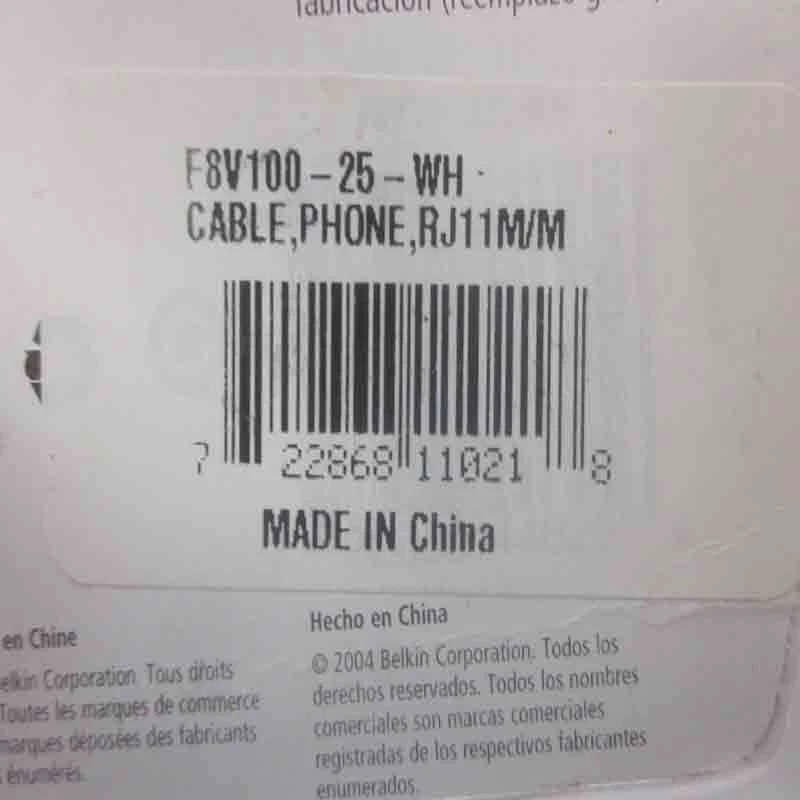 fabricación (reemplazo
F8V100-25-WH
CABLE,PHONE,RJ11M/M
7 22868 11021 8
MADE IN China
en Chine
elkin Corporation. Tous droits
Toutes les marques de commerce
marques déposées des fabricants
énumérés.
Hecho en China
© 2004 Belkin Corporation. Todos los
derechos reservados. Todos los nombres
comerciales son marcas comerciales
registradas de los respectivos fabricantes
enumerados.